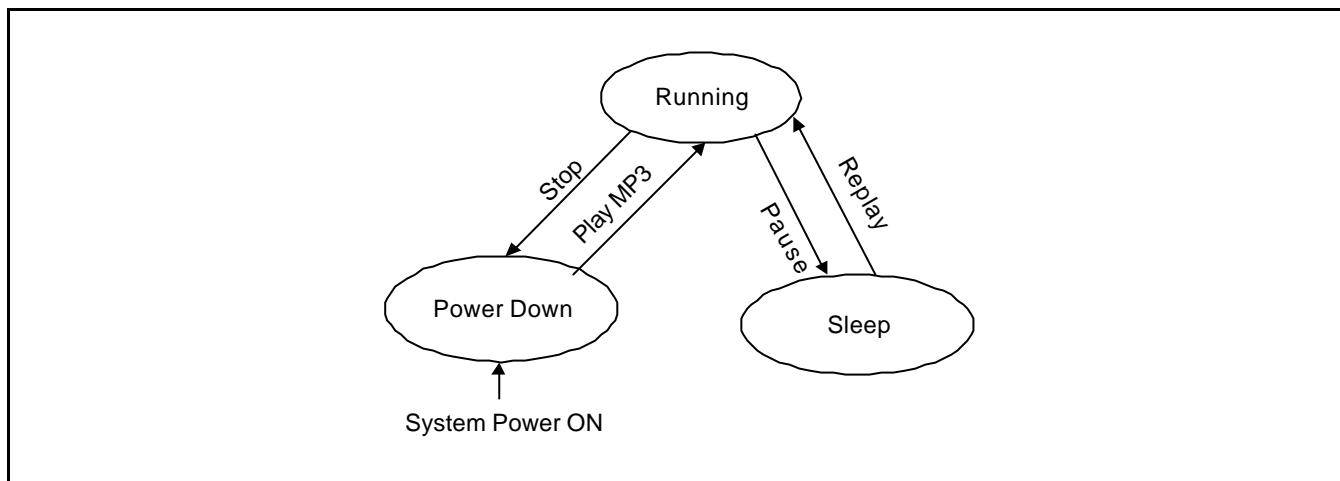 Running
Stop
Play MP3
Replay
Pause
Power Down
Sleep
System Power ON